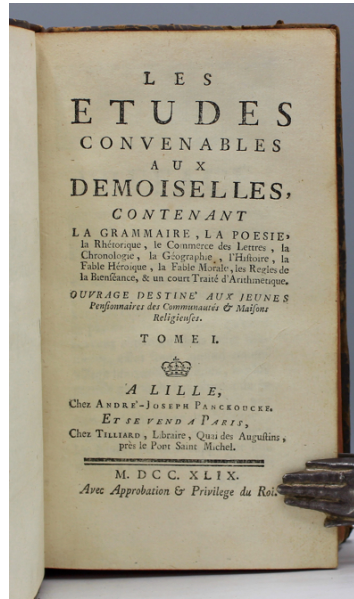 LES
ETUDES
CONVENABLES
AUX
DEMOISELLES,
CONTENANT
LA GRAMMAIRE, LA POESIE,
la Rhétorique, le Commerce des Lettres, la
Chronologie, la Géographie, l'Histoire, la
Fable Héroïque, la Fable Morale, les Regles de
la Bienséance, & un court Traité d'Arithmetique.
OUVRAGE DESTINE' AUX JEUNES
Pensionnaires des Communautés & Maisons
Religieuses.
TOME I.
A LILLE,
Chez ANDRE'-JOSEPH PANCKOUCKE.
ET SE VEND A PARIS,
Chez TILLIARD, Libraire, Quai des Augustins,
près le Pont Saint Michel.
M. DCC. XLIX.
Avec Approbation & Privilege du Roi.